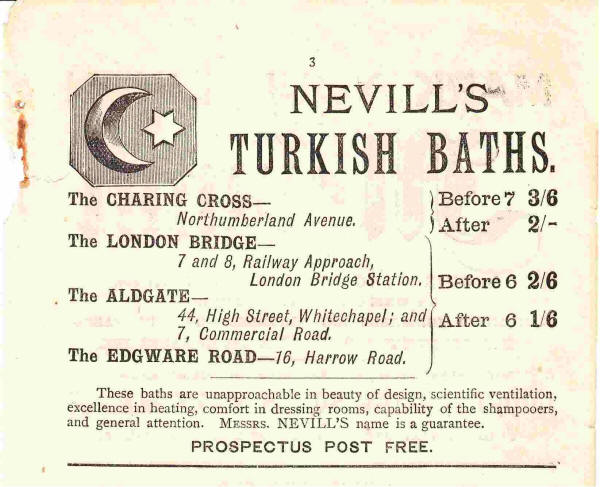 3
NEVILL'S
TURKISH BATHS.
The CHARING CROSS—
Northumberland Avenue.
Before 7 3/6
After 2/-
The LONDON BRIDGE—
7 and 8, Railway Approach,
London Bridge Station.
The ALDGATE—
44, High Street, Whitechapel; and
7, Commercial Road.
The EDGWARE ROAD—16, Harrow Road.
Before 6 2/6
After 6 1/6
These baths are unapproachable in beauty of design, scientific ventilation,
excellence in heating, comfort in dressing rooms, capability of the shampooers,
and general attention. MESSRS. NEVILL'S name is a guarantee.
PROSPECTUS POST FREE.